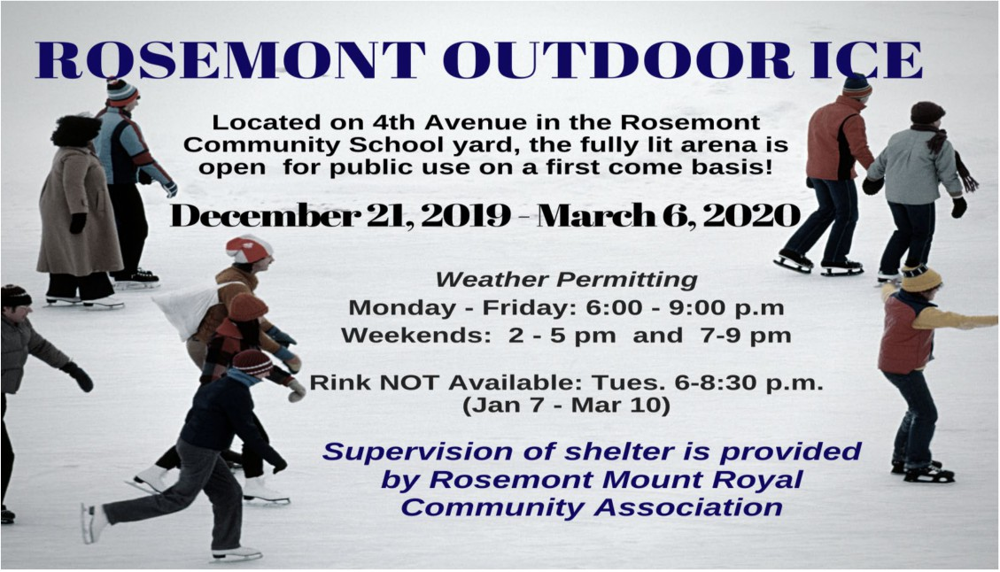 ROSEMONT OUTDOOR ICE
Located on 4th Avenue in the Rosemont
Community School yard, the fully lit arena is
open for public use on a first come basis!
December 21, 2019 - March 6, 2020
Weather Permitting
Monday - Friday: 6:00 - 9:00 p.m
Weekends: 2 - 5 pm and 7-9 pm
Rink NOT Available: Tues. 6-8:30 p.m.
(Jan 7 - Mar 10)
Supervision of shelter is provided
by Rosemont Mount Royal
Community Association